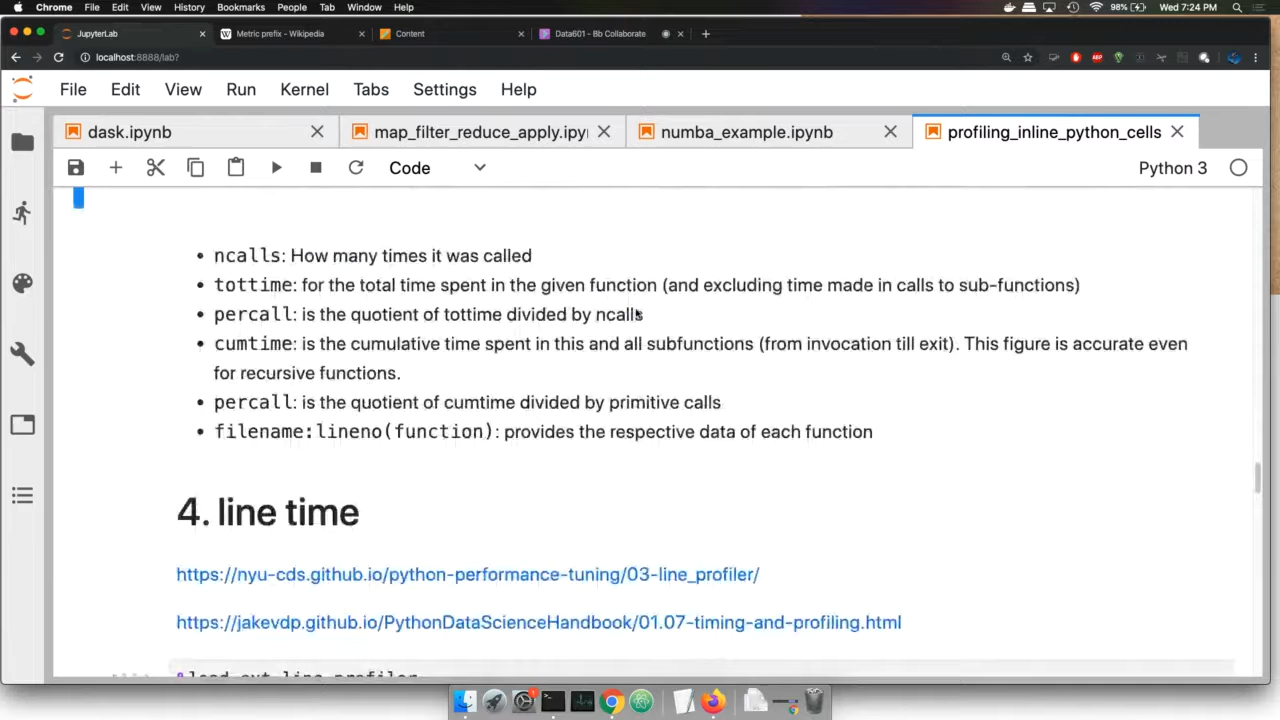 Chrome File Edit View History Bookmarks People Tab Window Help 98% Wed 7:24 PM
JupyterLab Metric prefix - Wikipedia Content Data601 - Bb Collaborate
localhost:8888/lab?
File Edit View Run Kernel Tabs Settings Help
dask.ipynb map_filter_reduce_apply.ipy numba_example.ipynb profiling_inline_python_cells
Code Python 3
• ncalls: How many times it was called
• tottime: for the total time spent in the given function (and excluding time made in calls to sub-functions)
• percall: is the quotient of tottime divided by ncalls
• cumtime: is the cumulative time spent in this and all subfunctions (from invocation till exit). This figure is accurate even
for recursive functions.
• percall: is the quotient of cumtime divided by primitive calls
• filename:lineno(function): provides the respective data of each function
4. line time
https://nyu-cds.github.io/python-performance-tuning/03-line_profiler/
https://jakevdp.github.io/PythonDataScienceHandbook/01.07-timing-and-profiling.html
%load_ext line_profiler